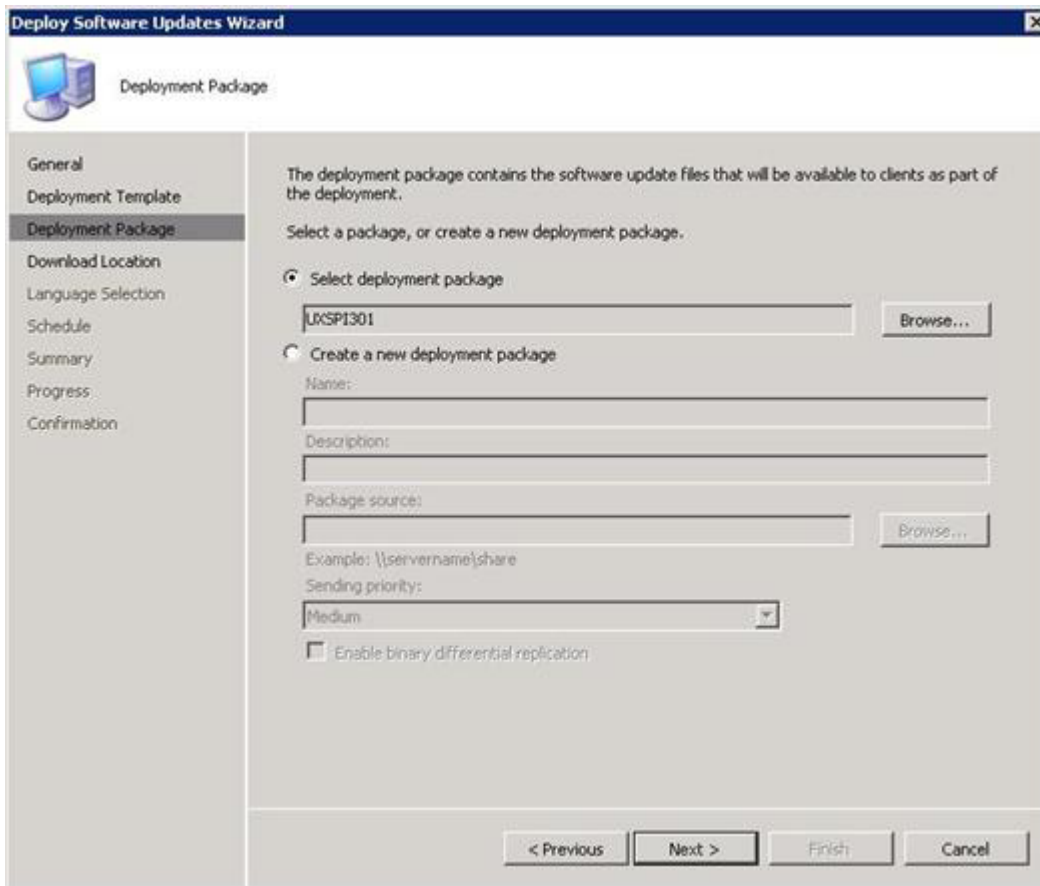 Deploy Software Updates Wizard
Deployment Package
General
Deployment Template
Deployment Package
Download Location
Language Selection
Schedule
Summary
Progress
Confirmation
The deployment package contains the software update files that will be available to clients as part of
the deployment.
Select a package, or create a new deployment package.
Select deployment package
UXSPI301
Browse...
Create a new deployment package
Name:
Description:
Package source:
Browse...
Example: \\servername\share
Sending priority:
Medium
Enable binary differential replication
< Previous
Next >
Finish
Cancel